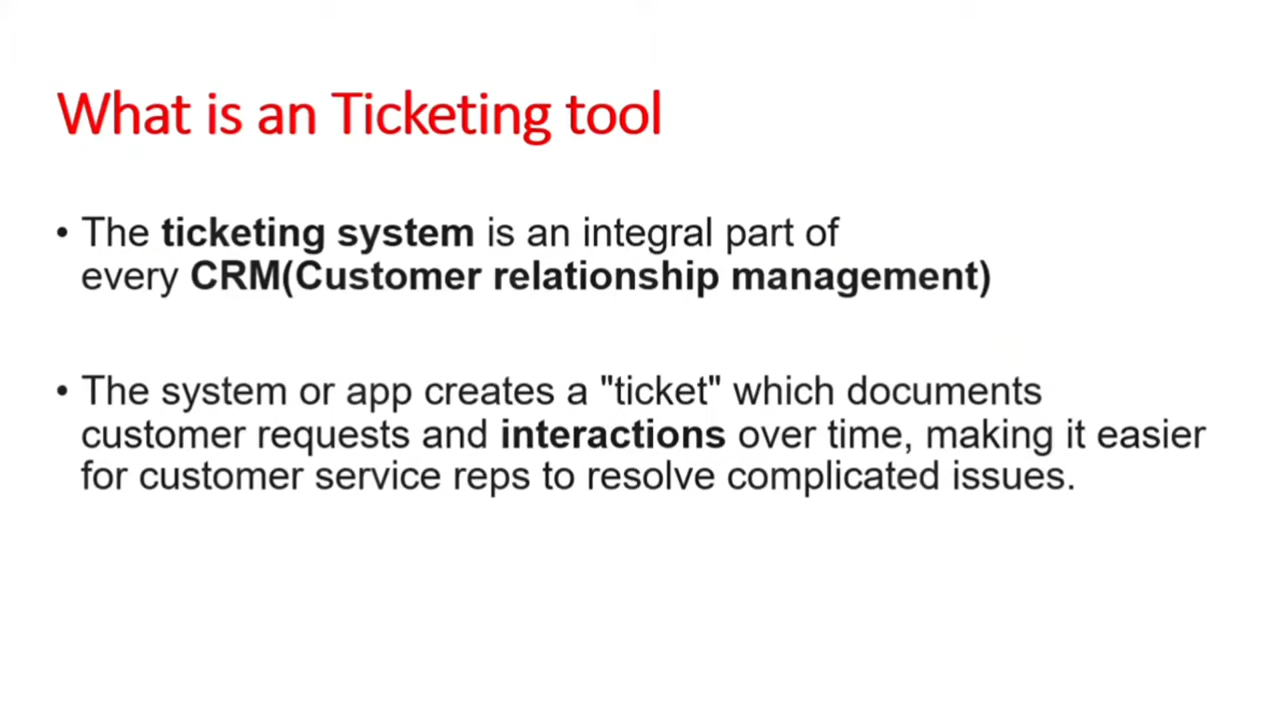 What is an Ticketing tool
• The ticketing system is an integral part of
every CRM(Customer relationship management)
• The system or app creates a "ticket" which documents
customer requests and interactions over time, making it easier
for customer service reps to resolve complicated issues.